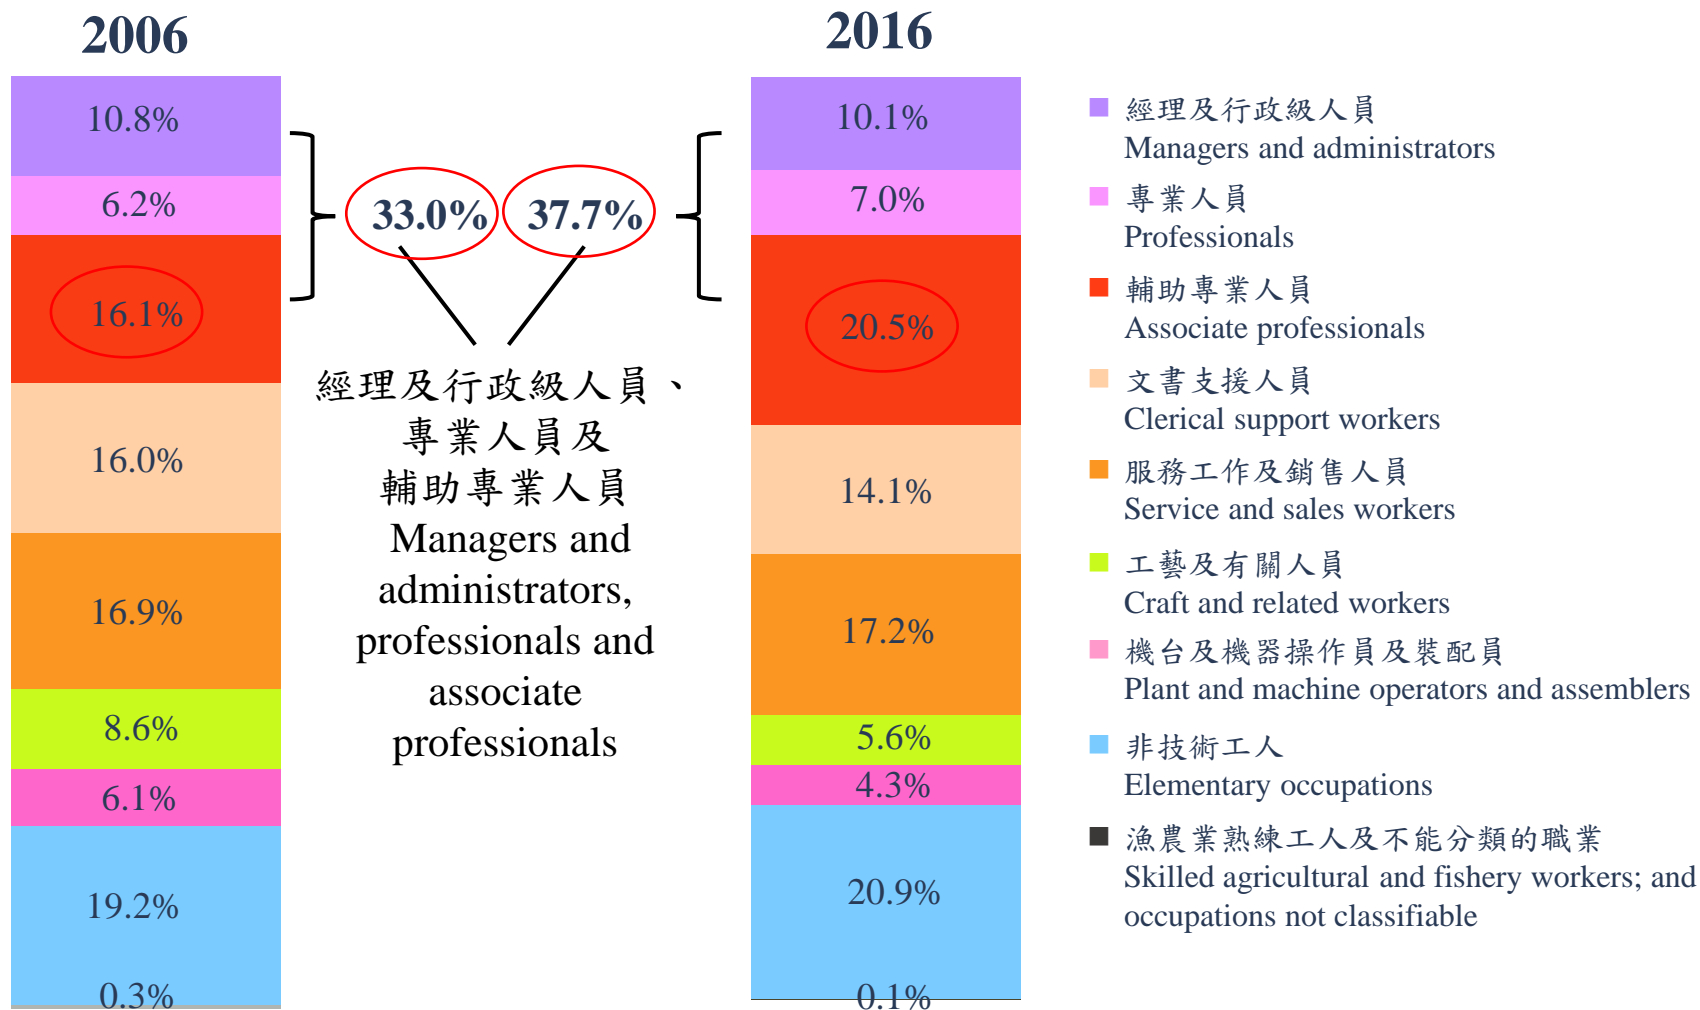 2006
10.8%
6.2%
16.1%
16.0%
16.9%
8.6%
6.1%
19.2%
0.3%
33.0%
37.7%
經理及行政級人員、
專業人員及
輔助專業人員
Managers and
administrators,
professionals and
associate
professionals
2016
10.1%
7.0%
20.5%
14.1%
17.2%
5.6%
4.3%
20.9%
0.1%
經理及行政級人員
Managers and administrators
專業人員
Professionals
輔助專業人員
Associate professionals
文書支援人員
Clerical support workers
服務工作及銷售人員
Service and sales workers
工藝及有關人員
Craft and related workers
機台及機器操作員及裝配員
Plant and machine operators and assemblers
非技術工人
Elementary occupations
漁農業熟練工人及不能分類的職業
Skilled agricultural and fishery workers; and
occupations not classifiable